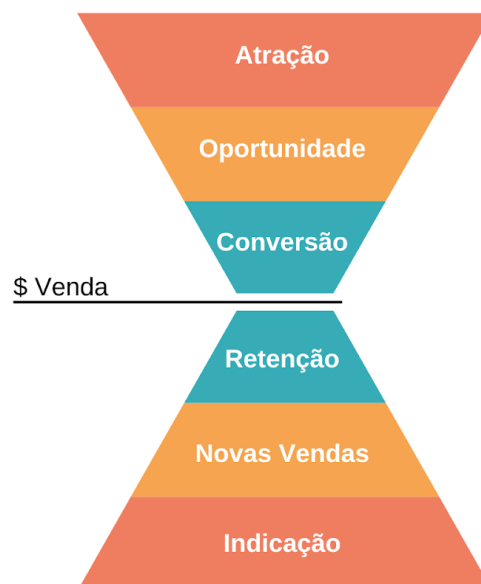 Atração
Oportunidade
Conversão
$ Venda
Retenção
Novas Vendas
Indicação